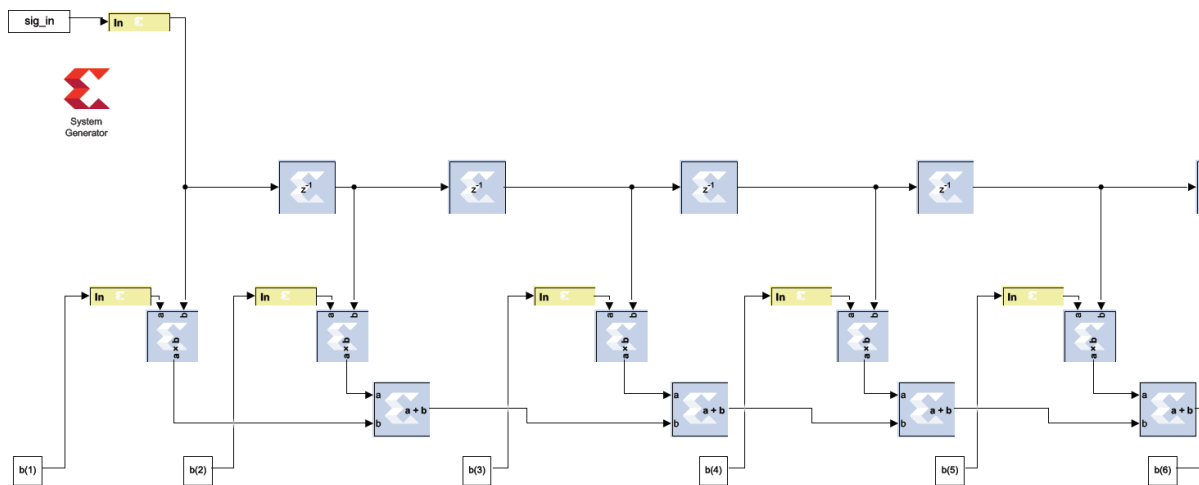 sig_in
In
System
Generator
z-1
z-1
z-1
z-1
In
In
In
In
In
a
b
a × b
a
b
a × b
a
b
a × b
a
b
a × b
a
b
a × b
a
b
a + b
a
b
a + b
a
b
a + b
a
b
a + b
b(1)
b(2)
b(3)
b(4)
b(5)
b(6)